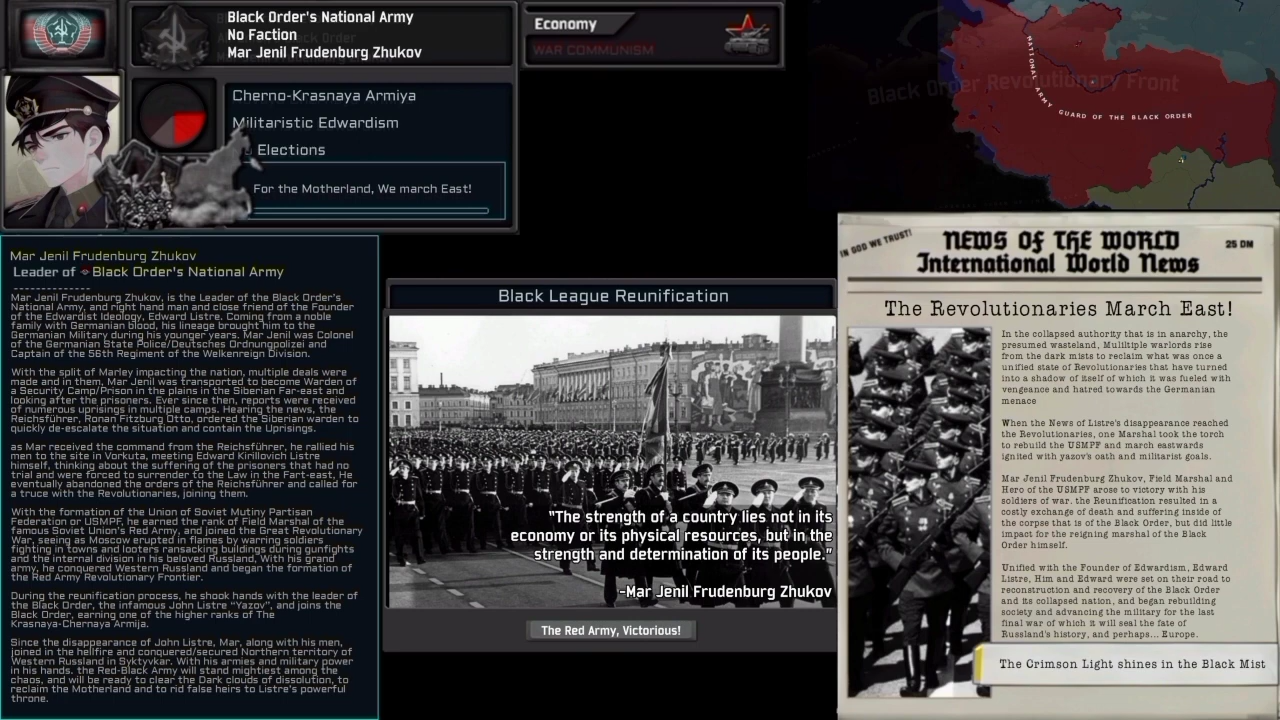 Black Order's National Army
No Faction
Mar Jenil Frudenburg Zhukov
Economy
WAR COMMUNISM
Cherno-Krasnaya Armiya
Militaristic Edwardism
Elections
For the Motherland, We march East!
Black Order Revolutionary Front
NATIONAL ARMY GUARD OF THE BLACK ORDER
Mar Jenil Frudenburg Zhukov
Leader of Black Order's National Army
--------------
Mar Jenil Frudenburg Zhukov, is the Leader of the Black Order's
National Army, and right hand man and close friend of the Founder
of the Edwardist Ideology, Edward Listre. Coming from a noble
family with Germanian blood, his lineage brought him to the
Germanian Military during his younger years. Mar Jenil was Colonel
of the Germanian State Police/Deutsches Ordnungpolizei and
Captain of the 56th Regiment of the Welkenreign Division.
With the split of Marley impacting the nation, multiple deals were
made and in them, Mar Jenil was transported to become Warden of
a Security Camp/Prison in the plains in the Siberian Far-east and
looking after the prisoners. Ever since then, reports were received
of numerous uprisings in multiple camps. Hearing the news, the
Reichsführer, Ronan Fitzburg Otto, ordered the Siberian warden to
quickly de-escalate the situation and contain the Uprisings.
as Mar received the command from the Reichsführer, he rallied his
men to the site in Vorkuta, meeting Edward Kirillovich Listre
himself, thinking about the suffering of the prisoners that had no
trial and were forced to surrender to the Law in the Fart-east, He
eventually abandoned the orders of the Reichsführer and called for
a truce with the Revolutionaries, joining them.
With the formation of the Union of Soviet Mutiny Partisan
Federation or USMPF, he earned the rank of Field Marshal of the
famous Soviet Union's Red Army, and joined the Great Revolutionary
War, seeing as Moscow erupted in flames by warring soldiers
fighting in towns and looters ransacking buildings during gunfights
and the internal division in his beloved Russland, With his grand
army, he conquered Western Russland and began the formation of
the Red Army Revolutionary Frontier.
During the reunification process, he shook hands with the leader of
the Black Order, the infamous John Listre "Yazov", and joins the
Black Order, earning one of the higher ranks of The
Krasnaya-Chernaya Armija.
Since the disappearance of John Listre, Mar, along with his men,
joined in the hellfire and conquered/secured Northern territory of
Western Russland in Syktyvkar. With his armies and military power
in his hands. the Red-Black Army will stand mightiest among the
chaos, and will be ready to clear the Dark clouds of dissolution, to
reclaim the Motherland and to rid false heirs to Listre's powerful
throne.
Black League Reunification
"The strength of a country lies not in its
economy or its physical resources, but in the
strength and determination of its people."
-Mar Jenil Frudenburg Zhukov
The Red Army, Victorious!
IN GOD WE TRUST!
NEWS OF THE WORLD
International World News
25 DM
The Revolutionaries March East!
In the collapsed authority that is in anarchy, the
presumed wasteland, Mulitiple warlords rise
from the dark mists to reclaim what was once a
unified state of Revolutionaries that have turned
into a shadow of itself of which it was fueled with
vengeance and hatired towards the Germanian
menace
When the News of Listre's disappearance reached
the Revolutionaries, one Marshal took the torch
to rebuild the USMPF and march eastwards
ignited with yazov's oath and militarist goals.
Mar Jenil Frudenburg Zhukov, Field Marshal and
Hero of the USMPF arose to victory with his
soldiers of war. the Reunification resulted in a
costly exchange of death and suffering inside of
the corpse that is of the Black Order, but did little
impact for the reigning marshal of the Black
Order himself.
Unified with the Founder of Edwardism, Edward
Listre, Him and Edward were set on their road to
reconstruction and recovery of the Black Order
and its collapsed nation, and began rebuilding
society and advancing the military for the last
final war of which it will seal the fate of
Russland's history, and perhaps... Europe.
The Crimson Light shines in the Black Mist